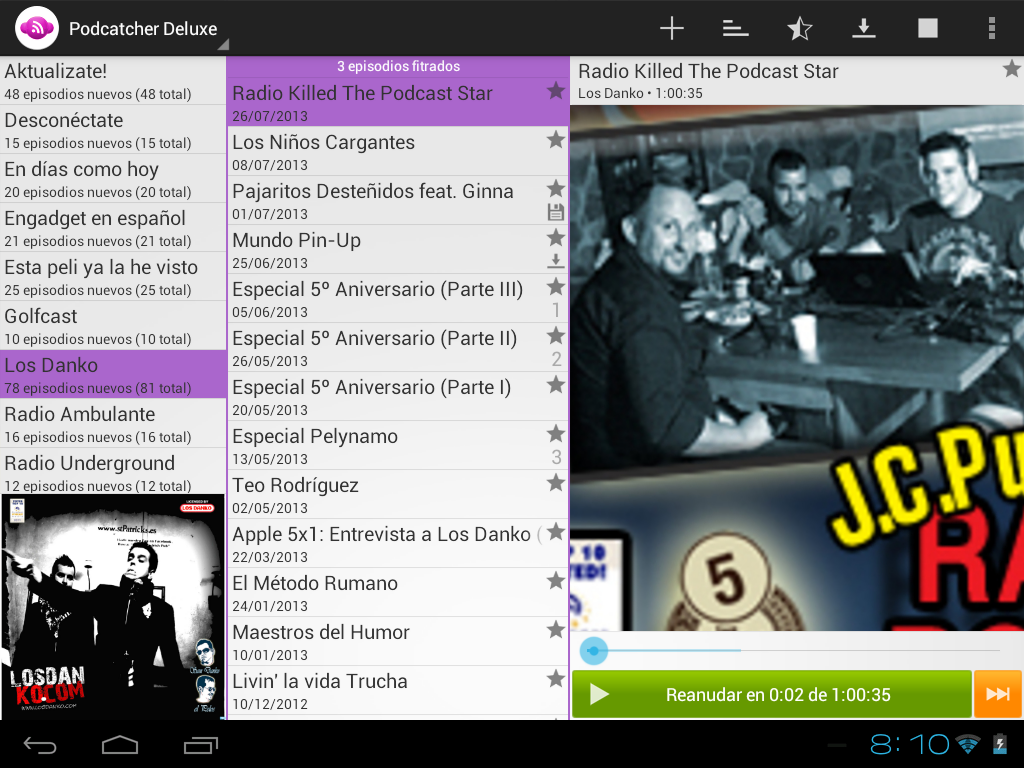 Podcatcher Deluxe
Aktualizate!
48 episodios nuevos (48 total)
Desconéctate
15 episodios nuevos (15 total)
En días como hoy
20 episodios nuevos (20 total)
Engadget en español
21 episodios nuevos (21 total)
Esta peli ya la he visto
25 episodios nuevos (25 total)
Golfcast
10 episodios nuevos (10 total)
Los Danko
78 episodios nuevos (81 total)
Radio Ambulante
16 episodios nuevos (16 total)
Radio Underground
12 episodios nuevos (12 total)
LICENSED BY
LOS DANKO
www.stPatricks.es
LOSDAN
KOCOM
WWW.LOSDANKO.COM
3 episodios filtrados
Radio Killed The Podcast Star
26/07/2013
Los Niños Cargantes
08/07/2013
Pajaritos Desteñidos feat. Ginna
01/07/2013
Mundo Pin-Up
25/06/2013
Especial 5º Aniversario (Parte III)
05/06/2013
1
Especial 5º Aniversario (Parte II)
26/05/2013
2
Especial 5º Aniversario (Parte I)
20/05/2013
Especial Pelynamo
13/05/2013
3
Teo Rodríguez
02/05/2013
Apple 5x1: Entrevista a Los Danko (
22/03/2013
El Método Rumano
24/01/2013
Maestros del Humor
10/01/2013
Livin' la vida Trucha
10/12/2012
Radio Killed The Podcast Star
Los Danko • 1:00:35
J.C.Pu
RA
P 10
TED!
5
Reanudar en 0:02 de 1:00:35
8:10